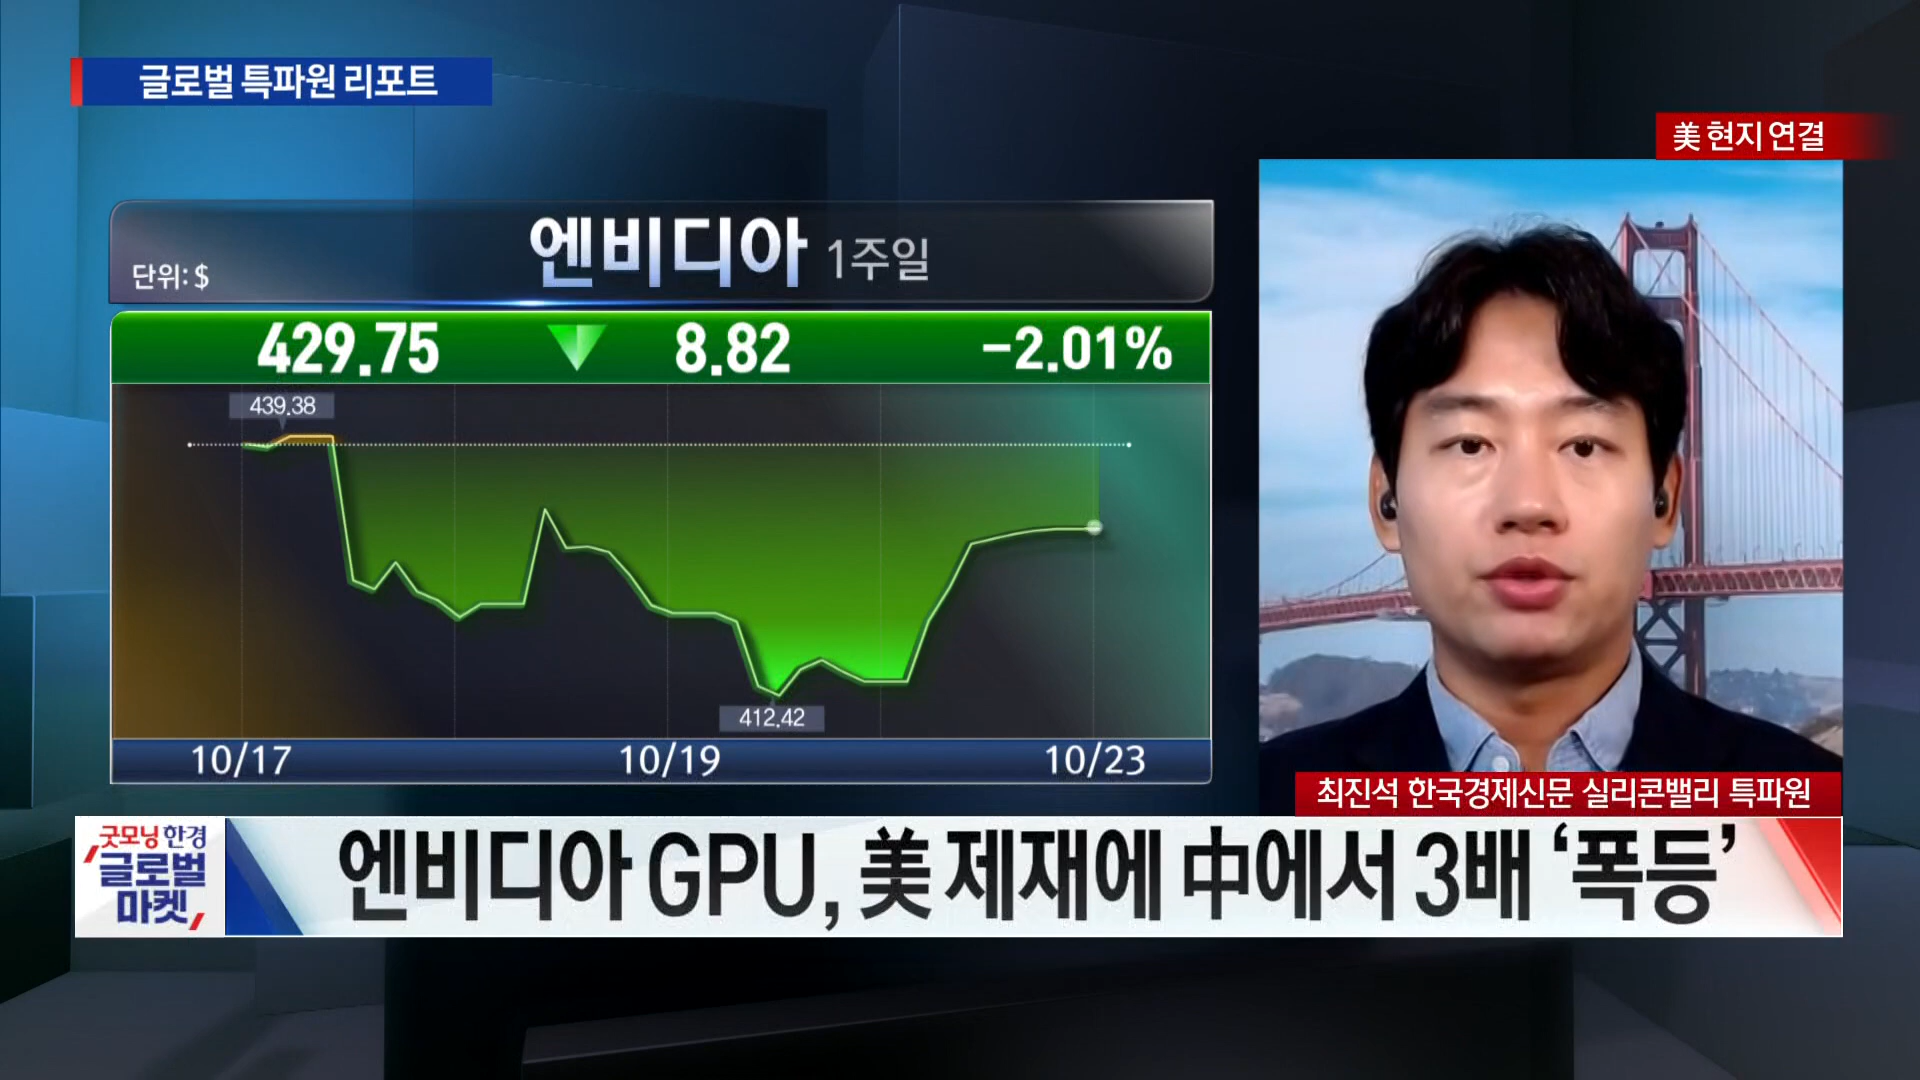 글로벌 특파원 리포트
美 현지 연결
엔비디아 1주일
단위: $
429.75 ▼ 8.82 -2.01%
439.38
412.42
10/17 10/19 10/23
최진석 한국경제신문 실리콘밸리 특파원
굿모닝 한경
글로벌
마켓
엔비디아 GPU, 美 제재에 中에서 3배 ‘폭등’